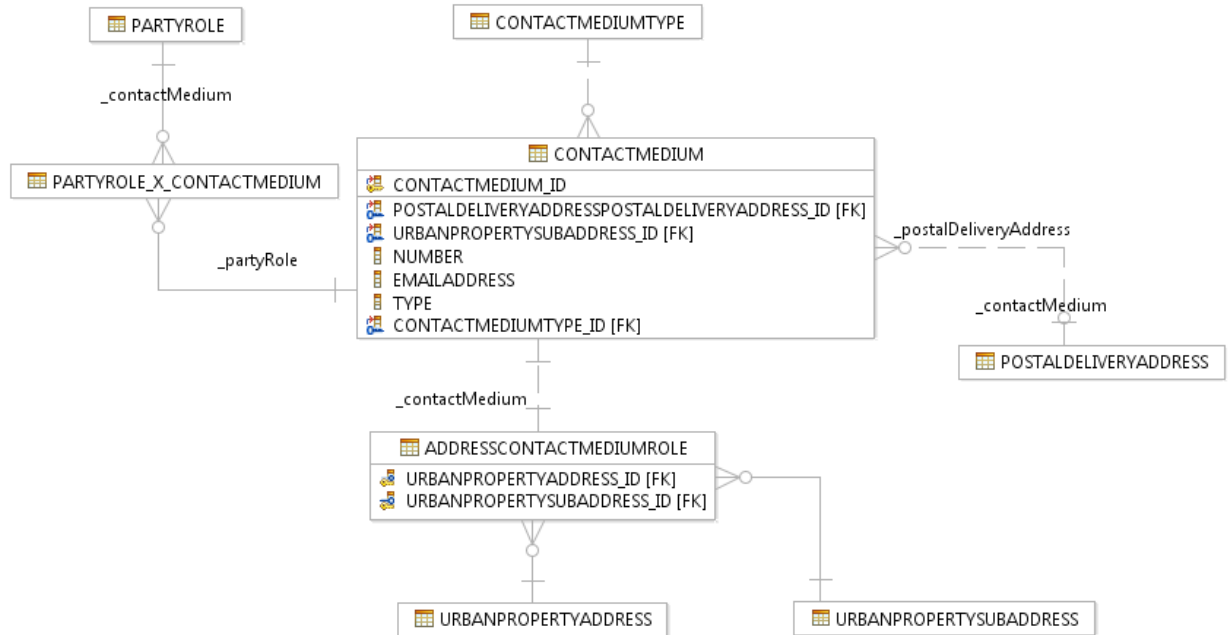 PARTYROLE
CONTACTMEDIUMTYPE
_contactMedium
CONTACTMEDIUM
PARTYROLE_X_CONTACTMEDIUM
CONTACTMEDIUM_ID
POSTALDELIVERYADDRESSPOSTALDELIVERYADDRESS_ID [FK]
URBANPROPERTYSUBADDRESS_ID [FK]
NUMBER
EMAILADDRESS
TYPE
CONTACTMEDIUMTYPE_ID [FK]
_partyRole
_postalDeliveryAddress
_contactMedium
POSTALDELIVERYADDRESS
_contactMedium
ADDRESSCONTACTMEDIUMROLE
URBANPROPERTYADDRESS_ID [FK]
URBANPROPERTYSUBADDRESS_ID [FK]
URBANPROPERTYADDRESS
URBANPROPERTYSUBADDRESS